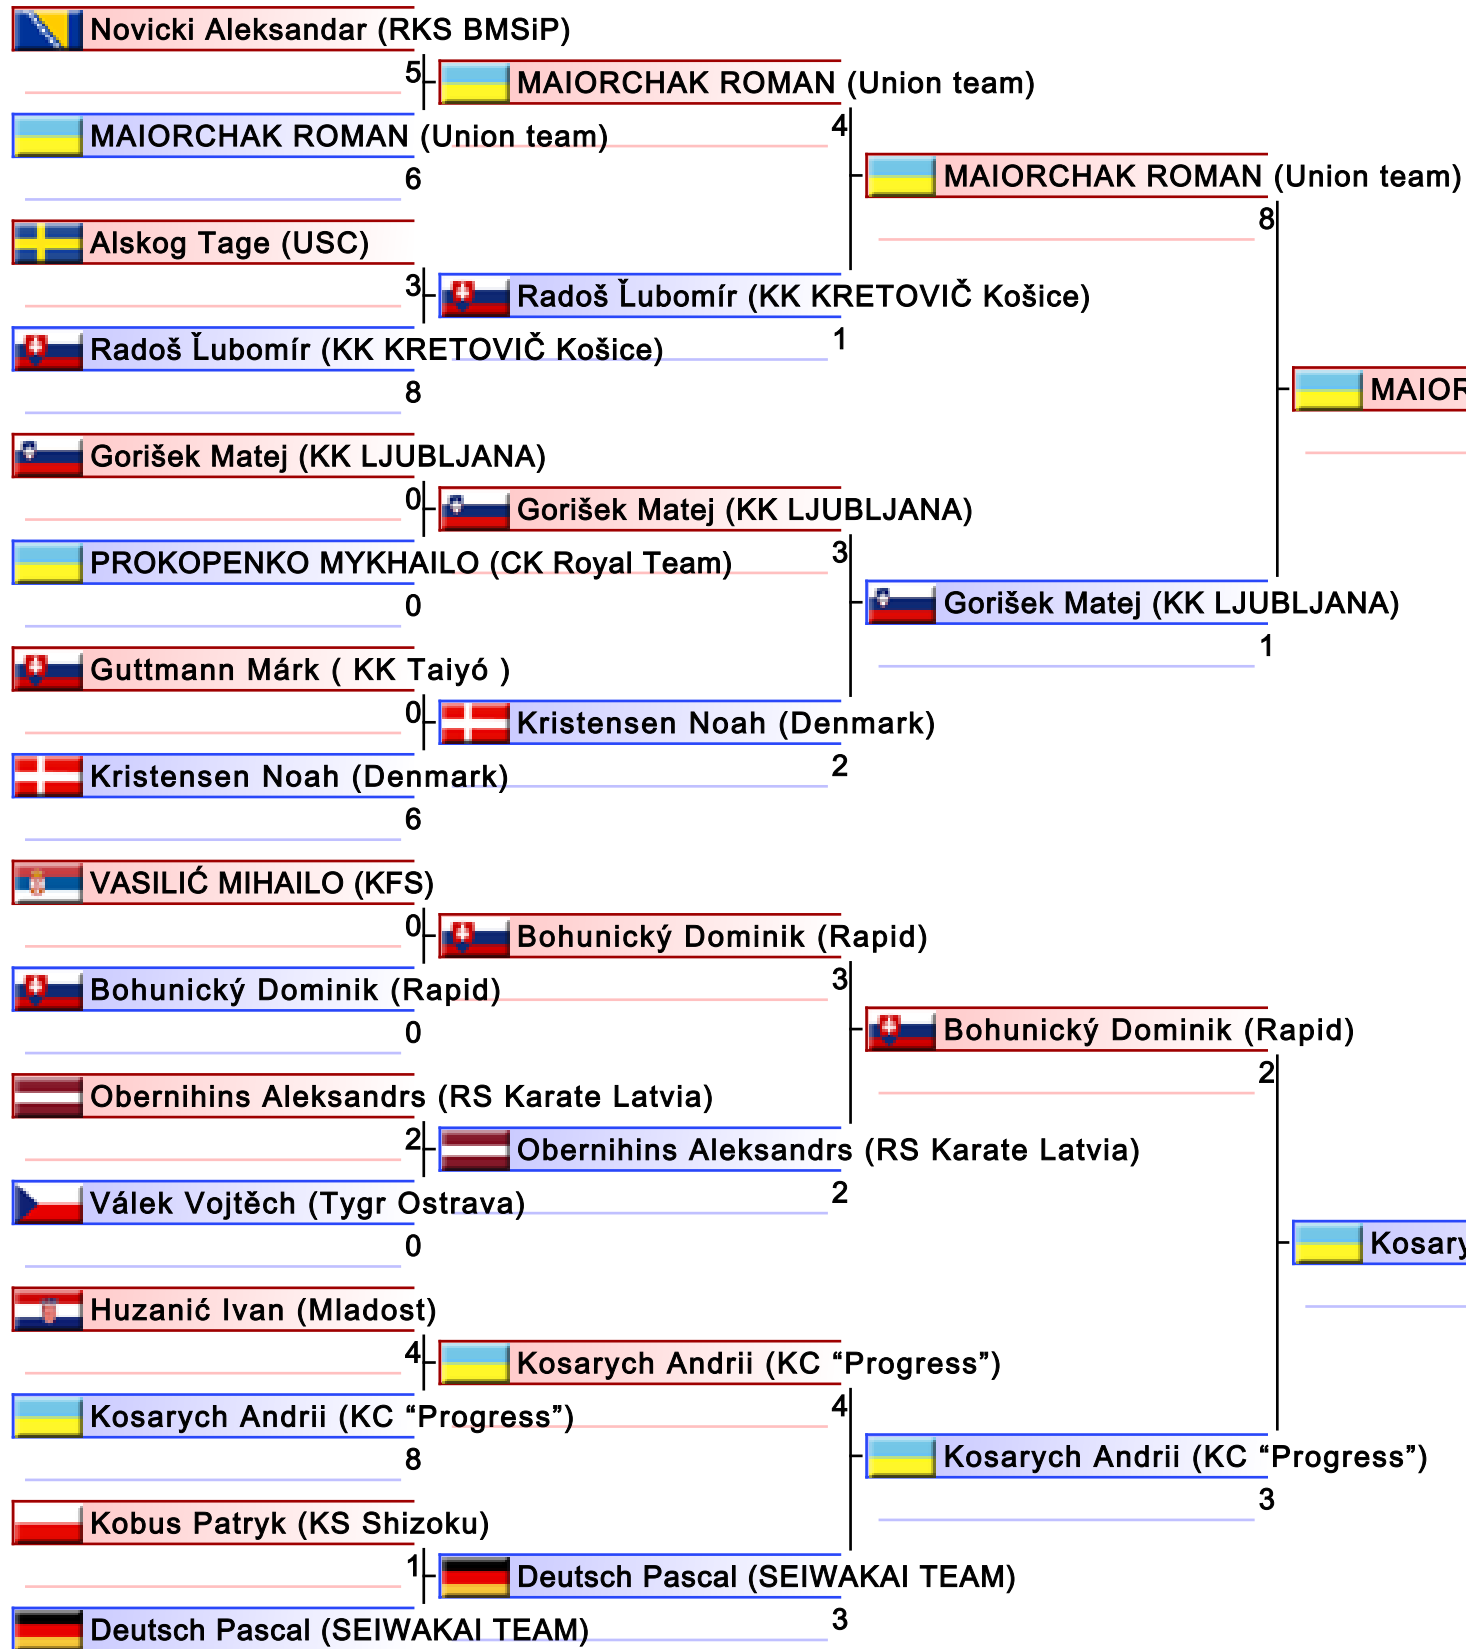 Novicki Aleksandar (RKS BMSiP)
5
MAIORCHAK ROMAN (Union team)
6
Alskog Tage (USC)
3
Radoš Ľubomír (KK KRETOVIČ Košice)
8
Gorišek Matej (KK LJUBLJANA)
0
PROKOPENKO MYKHAILO (CK Royal Team)
0
Guttmann Márk ( KK Taiyó )
0
Kristensen Noah (Denmark)
6
VASILIĆ MIHAILO (KFS)
0
Bohunický Dominik (Rapid)
0
Obernihins Aleksandrs (RS Karate Latvia)
2
Válek Vojtěch (Tygr Ostrava)
0
Huzanić Ivan (Mladost)
4
Kosarych Andrii (KC “Progress”)
8
Kobus Patryk (KS Shizoku)
1
Deutsch Pascal (SEIWAKAI TEAM)
MAIORCHAK ROMAN (Union team)
4
Radoš Ľubomír (KK KRETOVIČ Košice)
1
Gorišek Matej (KK LJUBLJANA)
3
Kristensen Noah (Denmark)
2
Bohunický Dominik (Rapid)
3
Obernihins Aleksandrs (RS Karate Latvia)
2
Kosarych Andrii (KC “Progress”)
4
Deutsch Pascal (SEIWAKAI TEAM)
3
MAIORCHAK ROMAN (Union team)
8
Gorišek Matej (KK LJUBLJANA)
1
Bohunický Dominik (Rapid)
2
Kosarych Andrii (KC “Progress”)
3
MAIOR
Kosary